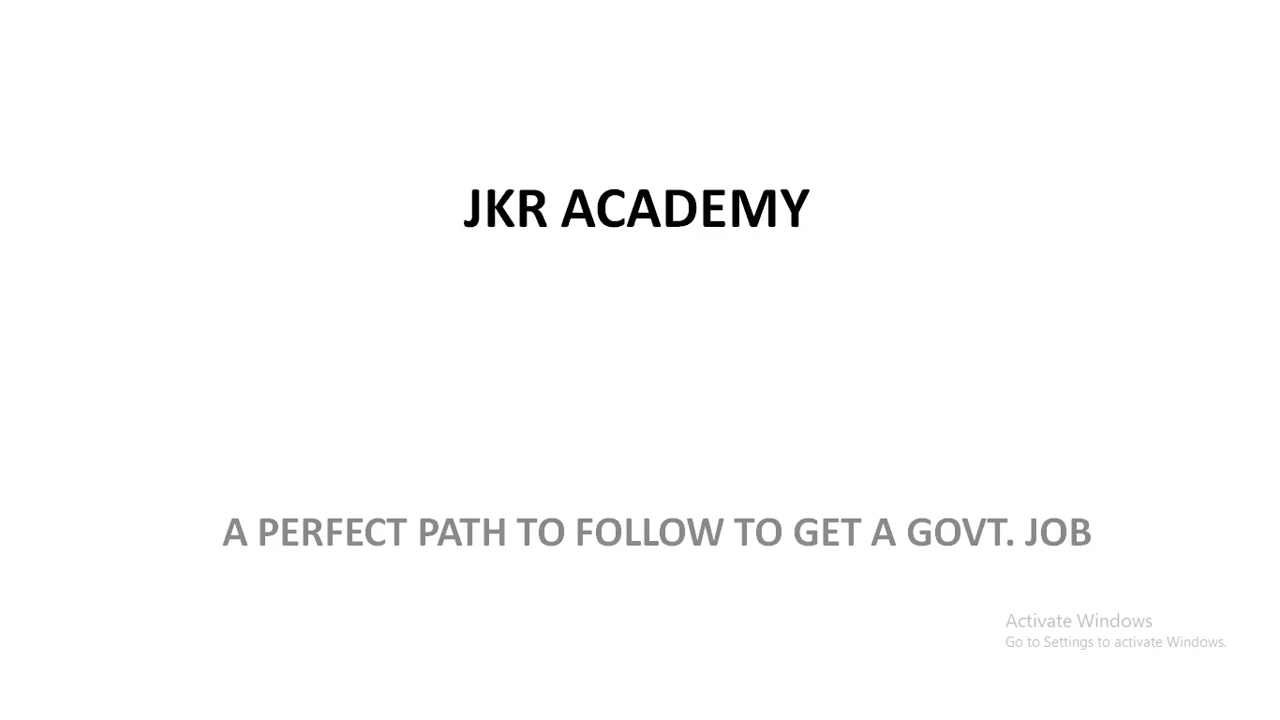 JKR ACADEMY
A PERFECT PATH TO FOLLOW TO GET A GOVT. JOB
Activate Windows
Go to Settings to activate Windows.